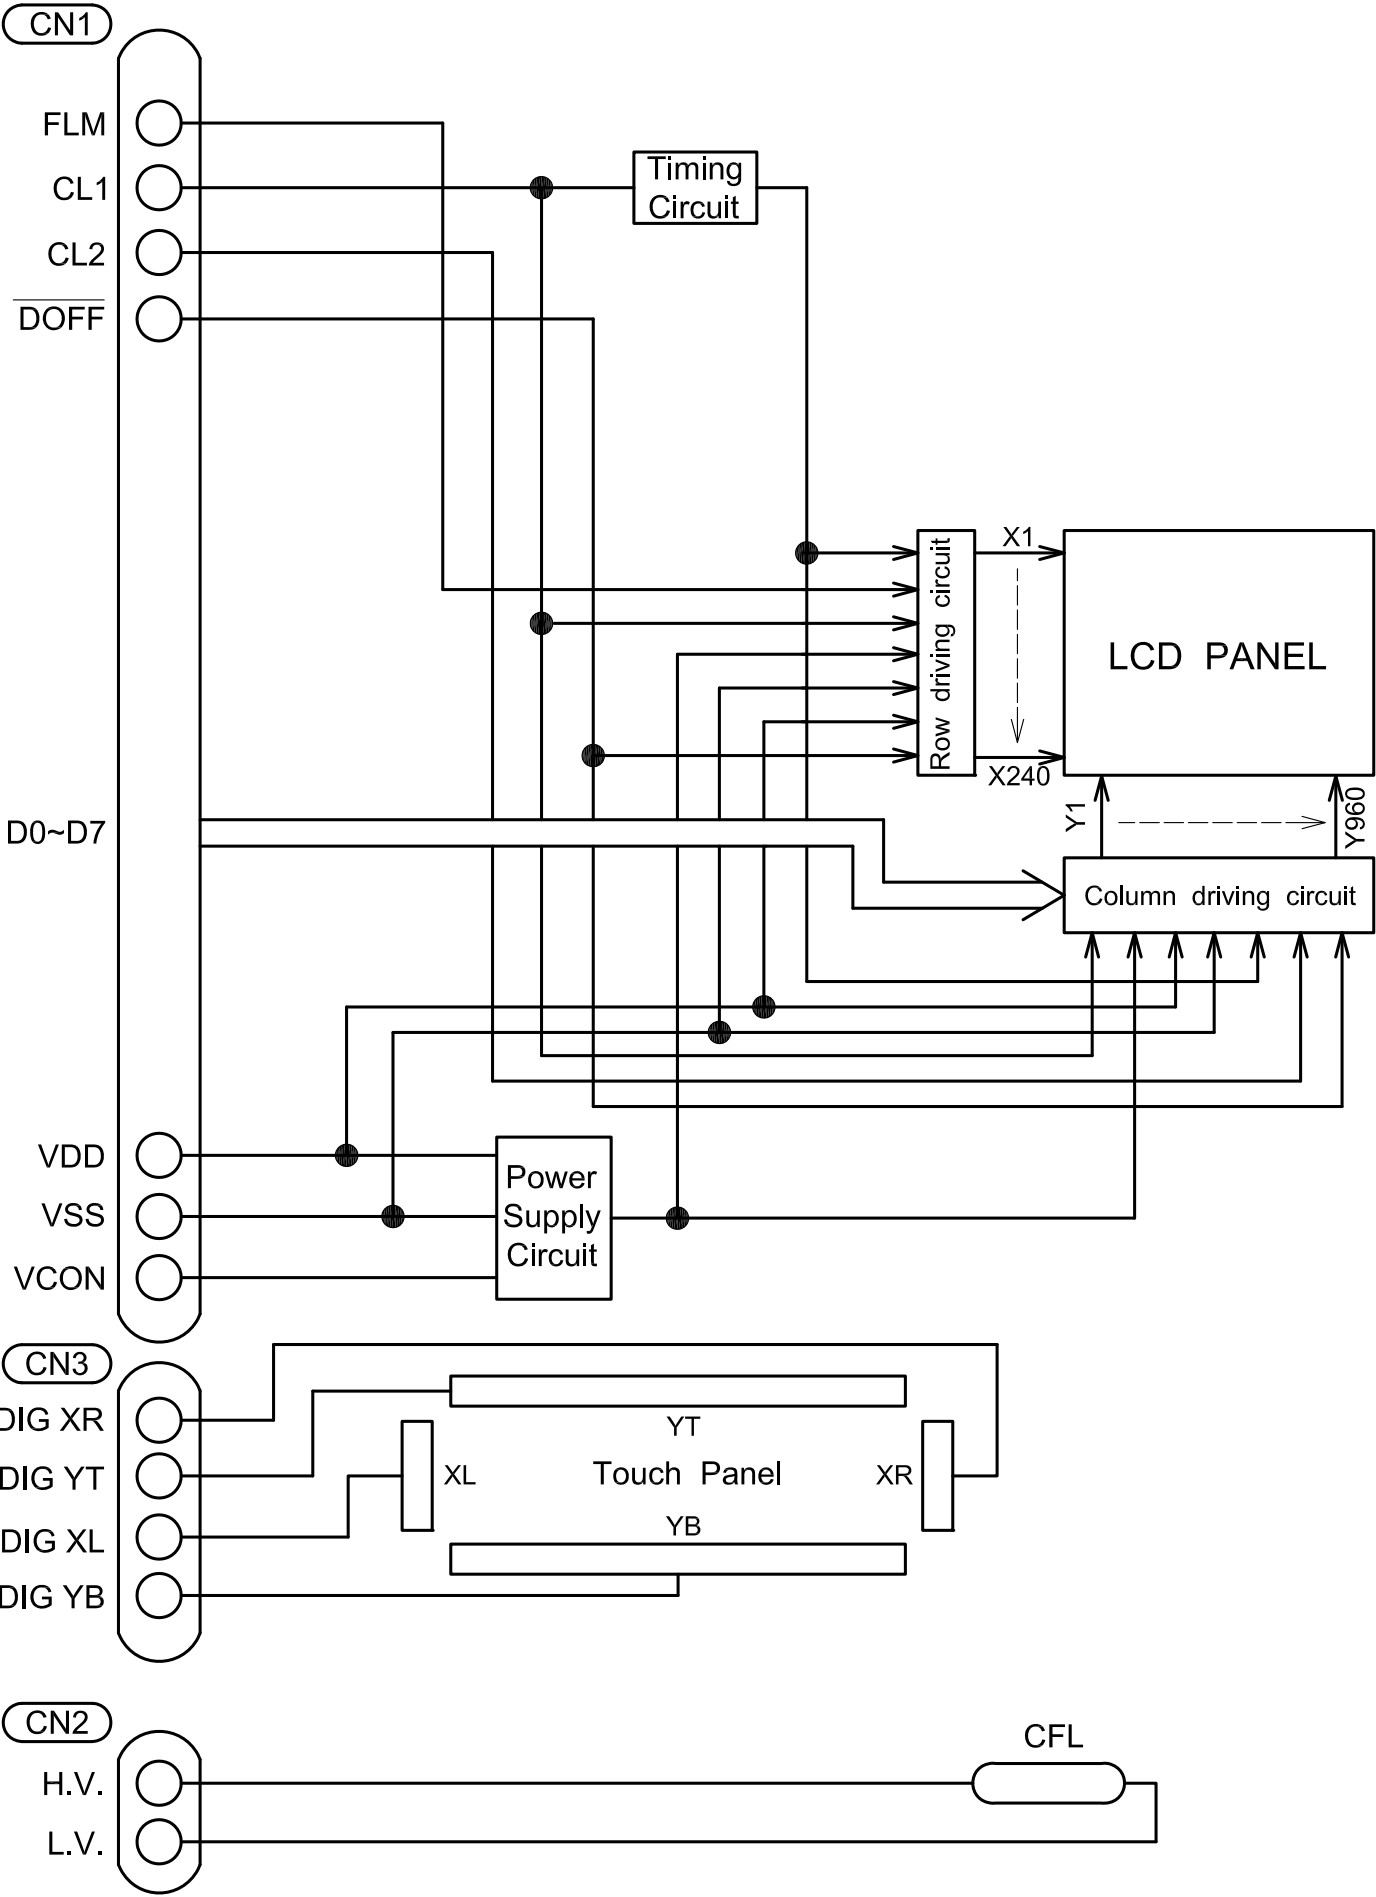 CN1
FLM
CL1
CL2
DOFF
Timing
Circuit
Row driving circuit
X1
X240
LCD PANEL
D0~D7
Y1
Y960
Column driving circuit
VDD
VSS
VCON
Power
Supply
Circuit
CN3
DIG XR
DIG YT
DIG XL
DIG YB
YT
XL
Touch Panel
XR
YB
CN2
H.V.
L.V.
CFL